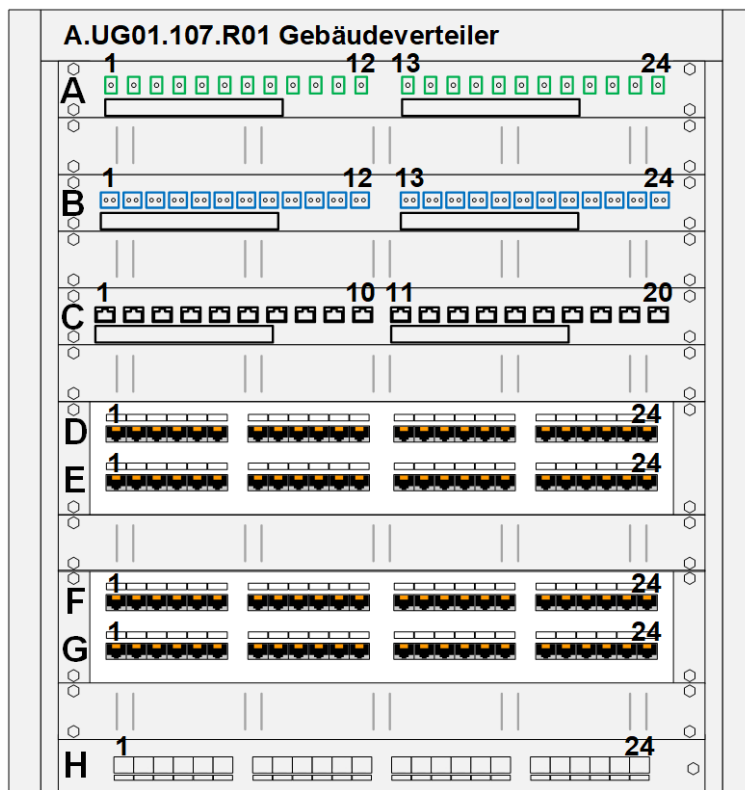 A.UG01.107.R01 Gebäudeverteiler
A 1 12 13 24
B 1 12 13 24
C 1 10 11 20
D 1 24
E 1 24
F 1 24
G 1 24
H 1 24